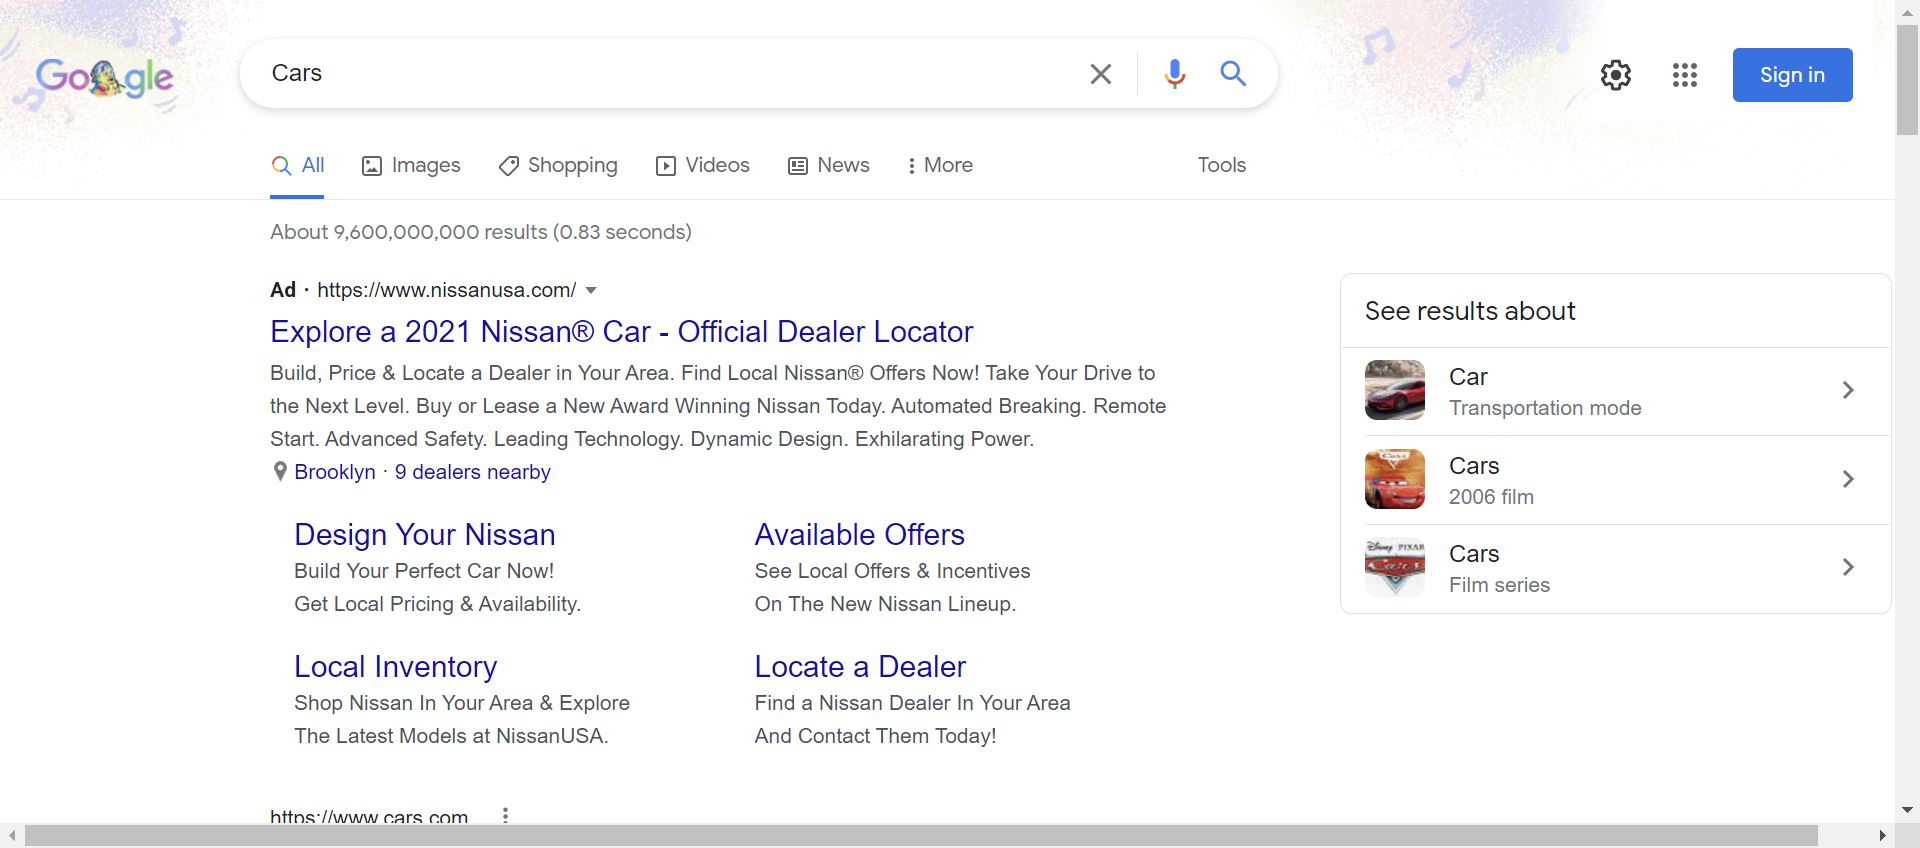 Google
Cars
Sign in
All
Images
Shopping
Videos
News
More
Tools
About 9,600,000,000 results (0.83 seconds)
Ad · https://www.nissanusa.com/
Explore a 2021 Nissan® Car - Official Dealer Locator
Build, Price & Locate a Dealer in Your Area. Find Local Nissan® Offers Now! Take Your Drive to
the Next Level. Buy or Lease a New Award Winning Nissan Today. Automated Breaking. Remote
Start. Advanced Safety. Leading Technology. Dynamic Design. Exhilarating Power.
Brooklyn · 9 dealers nearby
Design Your Nissan
Build Your Perfect Car Now!
Get Local Pricing & Availability.
Available Offers
See Local Offers & Incentives
On The New Nissan Lineup.
Local Inventory
Shop Nissan In Your Area & Explore
The Latest Models at NissanUSA.
Locate a Dealer
Find a Nissan Dealer In Your Area
And Contact Them Today!
https://www.cars.com
See results about
Car
Transportation mode
Cars
Cars
2006 film
Disney PIXAR
Cars
Cars
Film series